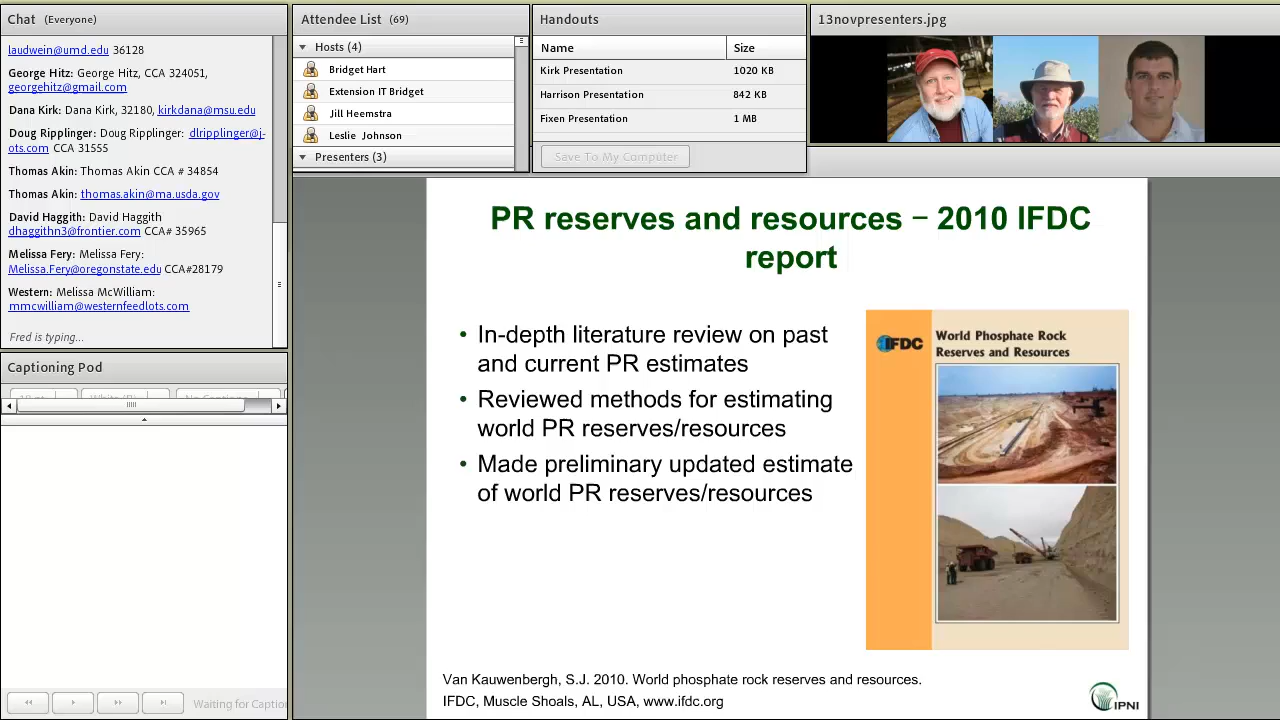 Chat (Everyone)
laudwein@umd.edu 36128
George Hitz: George Hitz, CCA 321951,
georgehitz@gmail.com
Dana Kirk: Dana Kirk, 32180, kirkdana@msu.edu
Doug Ripplinger: Doug Ripplinger: dlripplinger@j-
ots.com CCA 31555
Thomas Akin: Thomas Akin CCA # 34854
Thomas Akin: thomas.akin@ma.usda.gov
David Haggith: David Haggith
dhaggithn3@frontier.com CCA# 35965
Melissa Fery: Melissa Fery:
Melissa.Fery@oregonstate.edu CCA#28179
Western: Melissa McWilliam:
mmcwilliam@westernfeedlots.com
Fred is typing...
Captioning Pod
Waiting for Captio
Attendee List (69)
Hosts (4)
Bridget Hart
Extension IT Bridget
Jill Heemstra
Leslie Johnson
Presenters (3)
Handouts
Name Size
Kirk Presentation 1020 KB
Harrison Presentation 842 KB
Fixen Presentation 1 MB
Save To My Computer
13novpresenters.jpg
PR reserves and resources – 2010 IFDC
report
• In-depth literature review on past
and current PR estimates
• Reviewed methods for estimating
world PR reserves/resources
• Made preliminary updated estimate
of world PR reserves/resources
IFDC
World Phosphate Rock
Reserves and Resources
Van Kauwenbergh, S.J. 2010. World phosphate rock reserves and resources.
IFDC, Muscle Shoals, AL, USA, www.ifdc.org
IPNI